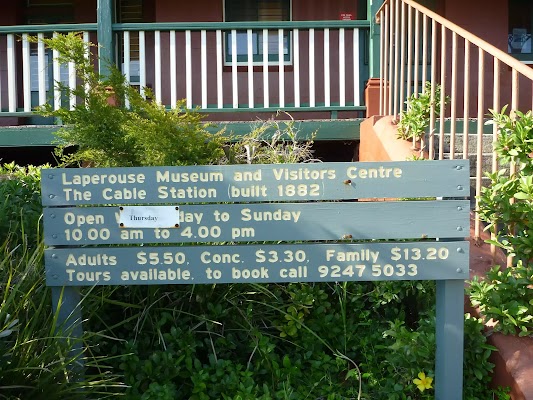 Laperouse Museum and Visitors Centre
The Cable Station (built 1882)
Open Thursday day to Sunday
10.00 am to 4.00 pm
Adults $5.50, Conc. $3.30, Family $13.20
Tours available, to book call 9247 5033